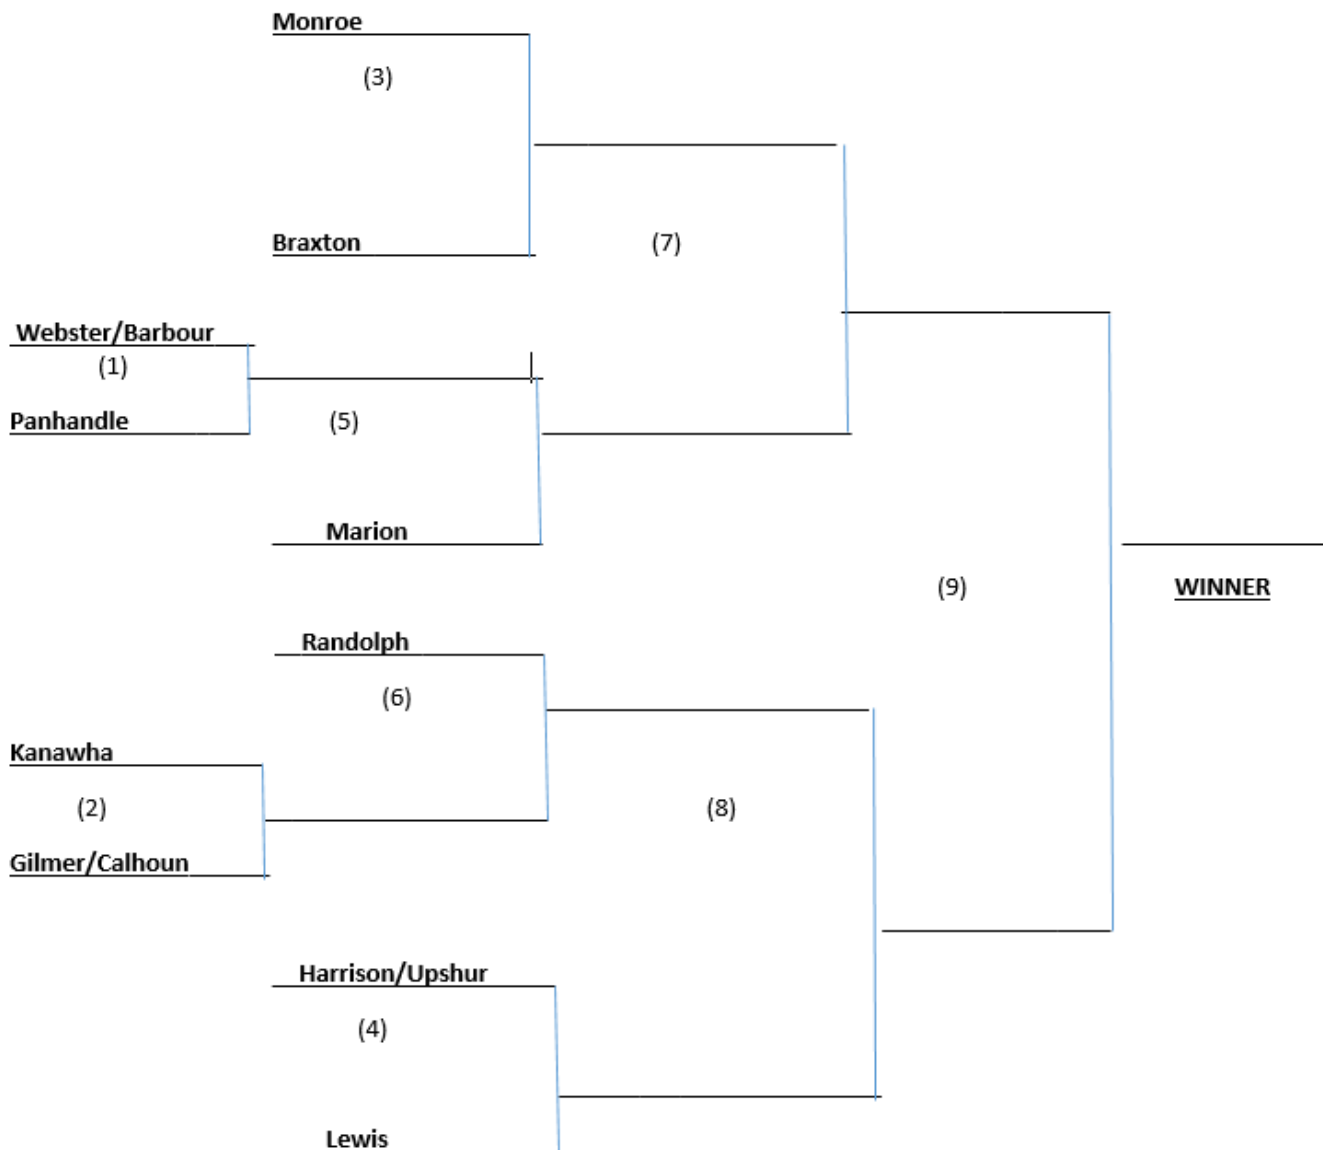 Monroe
(3)
Braxton
(7)
Webster/Barbour
(1)
Panhandle
(5)
Marion
(9)
WINNER
Randolph
(6)
Kanawha
(2)
(8)
Gilmer/Calhoun
Harrison/Upshur
(4)
Lewis